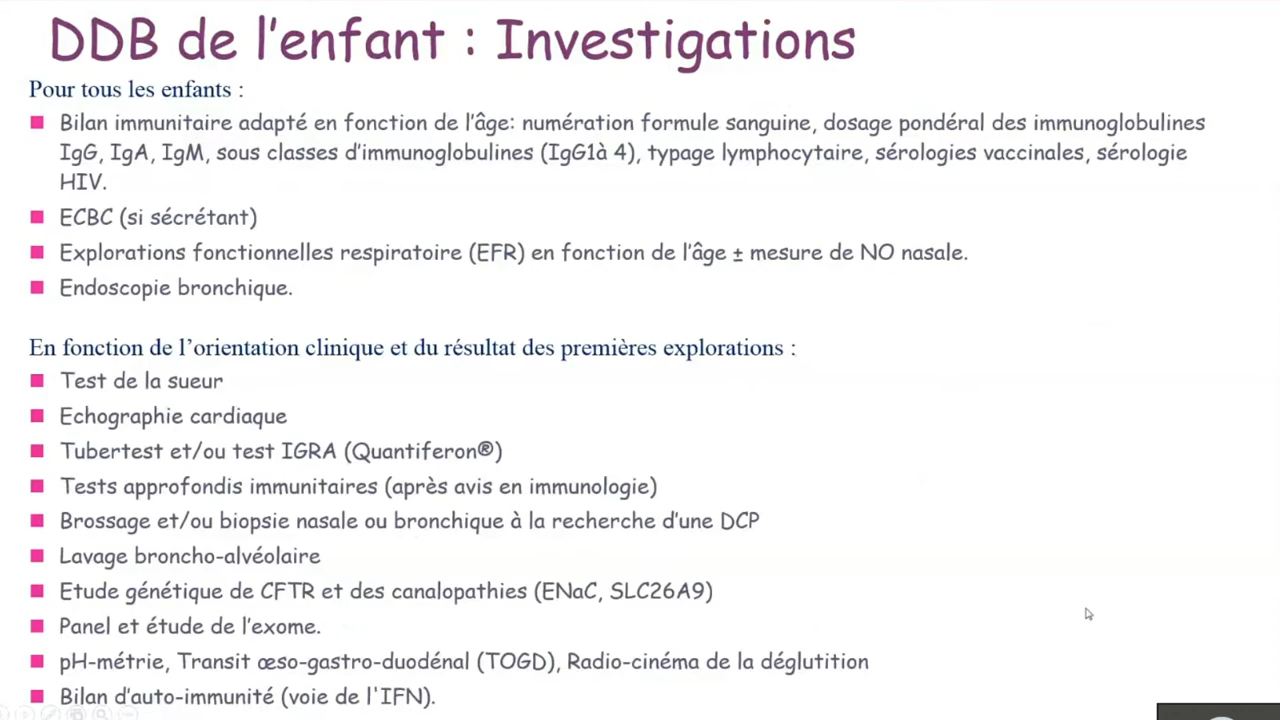 DDB de l’enfant : Investigations
Pour tous les enfants :
Bilan immunitaire adapté en fonction de l’âge: numération formule sanguine, dosage pondéral des immunoglobulines
IgG, IgA, IgM, sous classes d’immunoglobulines (IgG1à 4), typage lymphocytaire, sérologies vaccinales, sérologie
HIV.
ECBC (si sécrétant)
Explorations fonctionnelles respiratoire (EFR) en fonction de l’âge ± mesure de NO nasale.
Endoscopie bronchique.
En fonction de l’orientation clinique et du résultat des premières explorations :
Test de la sueur
Echographie cardiaque
Tubertest et/ou test IGRA (Quantiferon®)
Tests approfondis immunitaires (après avis en immunologie)
Brossage et/ou biopsie nasale ou bronchique à la recherche d’une DCP
Lavage broncho-alvéolaire
Etude génétique de CFTR et des canalopathies (ENaC, SLC26A9)
Panel et étude de l’exome.
pH-métrie, Transit œso-gastro-duodénal (TOGD), Radio-cinéma de la déglutition
Bilan d’auto-immunité (voie de l'IFN).